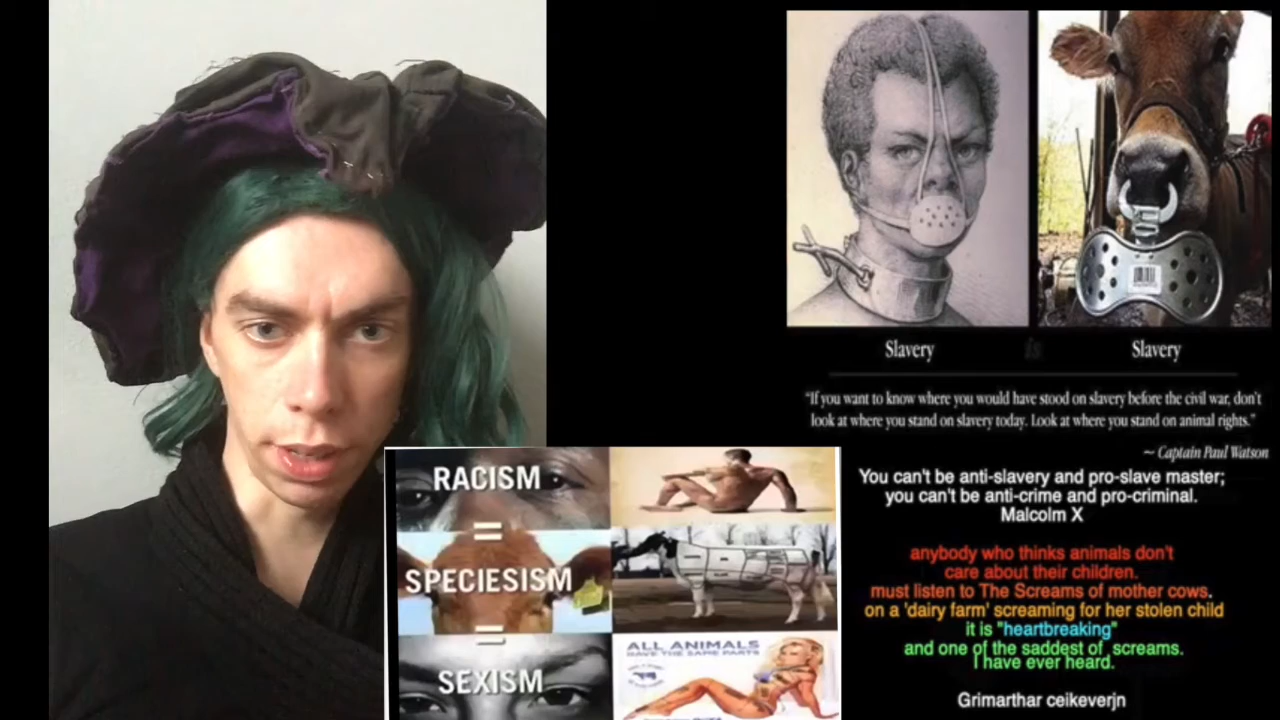 Slavery is Slavery
"If you want to know where you would have stood on slavery before the civil war, don't
look at where you stand on slavery today. Look at where you stand on animal rights."
~ Captain Paul Watson
You can't be anti-slavery and pro-slave master;
you can't be anti-crime and pro-criminal.
Malcolm X
anybody who thinks animals don't
care about their children.
must listen to The Screams of mother cows.
on a 'dairy farm' screaming for her stolen child
it is "heartbreaking"
and one of the saddest of screams.
I have ever heard.
Grimarthar ceikeverjn
RACISM
=
SPECIESISM
=
SEXISM
ALL ANIMALS
HAVE THE SAME PARTS